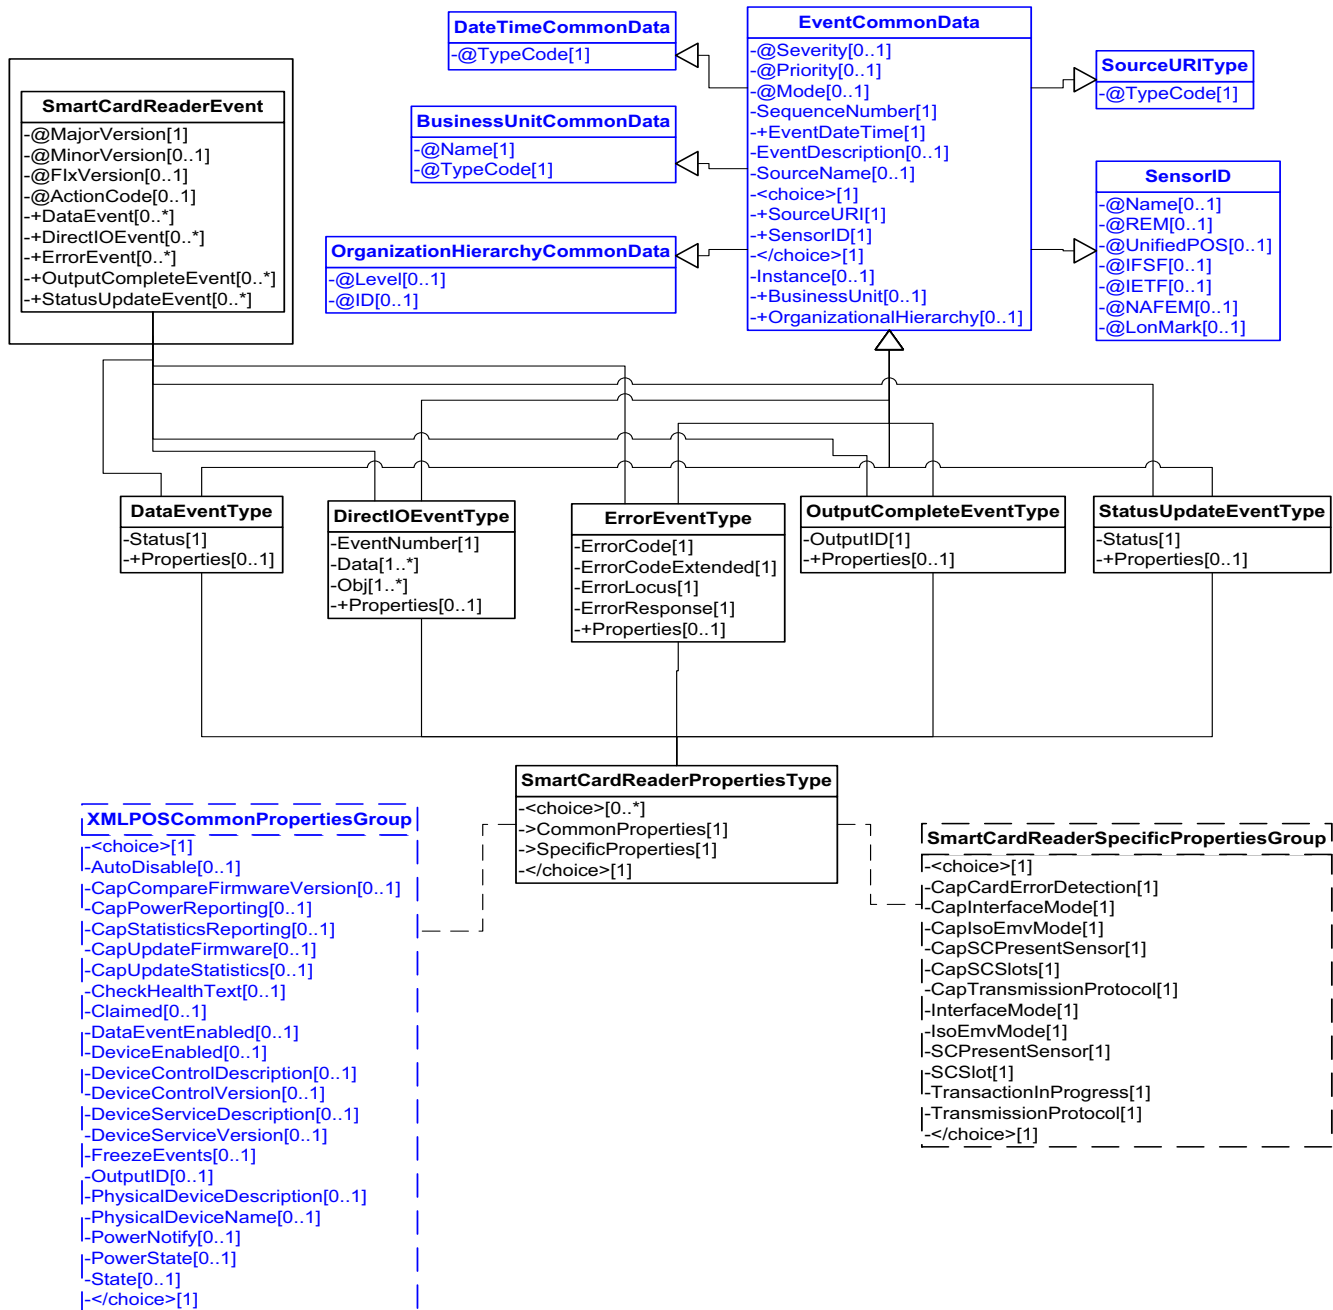 DateTimeCommonData
-@TypeCode[1]
EventCommonData
-@Severity[0..1]
-@Priority[0..1]
-@Mode[0..1]
-SequenceNumber[1]
-+EventDateTime[1]
-EventDescription[0..1]
-SourceName[0..1]
-<choice>[1]
-+SourceURI[1]
-+SensorID[1]
-</choice>[1]
-Instance[0..1]
-+BusinessUnit[0..1]
-+OrganizationalHierarchy[0..1]
SourceURIType
-@TypeCode[1]
SmartCardReaderEvent
-@MajorVersion[1]
-@MinorVersion[0..1]
-@FIxVersion[0..1]
-@ActionCode[0..1]
-+DataEvent[0..*]
-+DirectIOEvent[0..*]
-+ErrorEvent[0..*]
-+OutputCompleteEvent[0..*]
-+StatusUpdateEvent[0..*]
BusinessUnitCommonData
-@Name[1]
-@TypeCode[1]
SensorID
-@Name[0..1]
-@REM[0..1]
-@UnifiedPOS[0..1]
-@IFSF[0..1]
-@IETF[0..1]
-@NAFEM[0..1]
-@LonMark[0..1]
OrganizationHierarchyCommonData
-@Level[0..1]
-@ID[0..1]
DataEventType
-Status[1]
-+Properties[0..1]
DirectIOEventType
-EventNumber[1]
-Data[1..*]
-Obj[1..*]
-+Properties[0..1]
ErrorEventType
-ErrorCode[1]
-ErrorCodeExtended[1]
-ErrorLocus[1]
-ErrorResponse[1]
-+Properties[0..1]
OutputCompleteEventType
-OutputID[1]
-+Properties[0..1]
StatusUpdateEventType
-Status[1]
-+Properties[0..1]
SmartCardReaderPropertiesType
-<choice>[0..*]
->CommonProperties[1]
->SpecificProperties[1]
-</choice>[1]
XMLPOSCommonPropertiesGroup
-<choice>[1]
-AutoDisable[0..1]
-CapCompareFirmwareVersion[0..1]
-CapPowerReporting[0..1]
-CapStatisticsReporting[0..1]
-CapUpdateFirmware[0..1]
-CapUpdateStatistics[0..1]
-CheckHealthText[0..1]
-Claimed[0..1]
-DataEventEnabled[0..1]
-DeviceEnabled[0..1]
-DeviceControlDescription[0..1]
-DeviceControlVersion[0..1]
-DeviceServiceDescription[0..1]
-DeviceServiceVersion[0..1]
-FreezeEvents[0..1]
-OutputID[0..1]
-PhysicalDeviceDescription[0..1]
-PhysicalDeviceName[0..1]
-PowerNotify[0..1]
-PowerState[0..1]
-State[0..1]
-</choice>[1]
SmartCardReaderSpecificPropertiesGroup
-<choice>[1]
-CapCardErrorDetection[1]
-CapInterfaceMode[1]
-CapIsoEmvMode[1]
-CapSCPresentSensor[1]
-CapSCSlots[1]
-CapTransmissionProtocol[1]
-InterfaceMode[1]
-IsoEmvMode[1]
-SCPresentSensor[1]
-SCSlot[1]
-TransactionInProgress[1]
-TransmissionProtocol[1]
-</choice>[1]